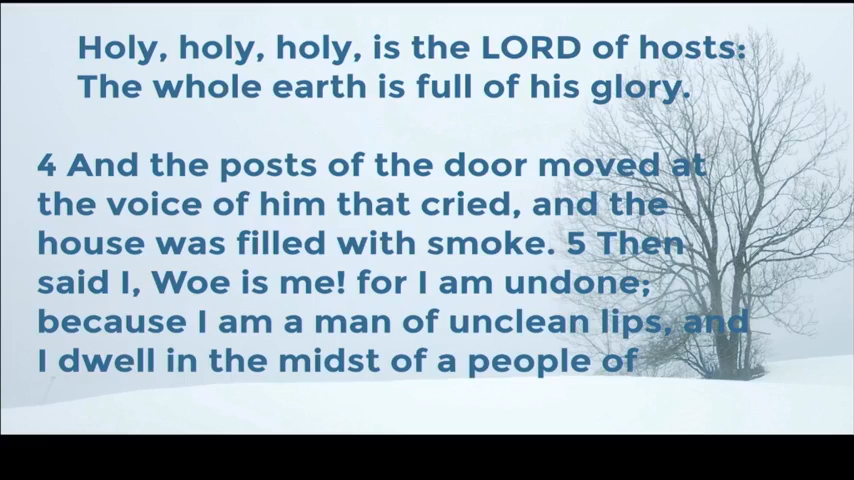 Holy, holy, holy, is the LORD of hosts:
The whole earth is full of his glory.
4 And the posts of the door moved at
the voice of him that cried, and the
house was filled with smoke. 5 Then
said I, Woe is me! for I am undone;
because I am a man of unclean lips, and
I dwell in the midst of a people of